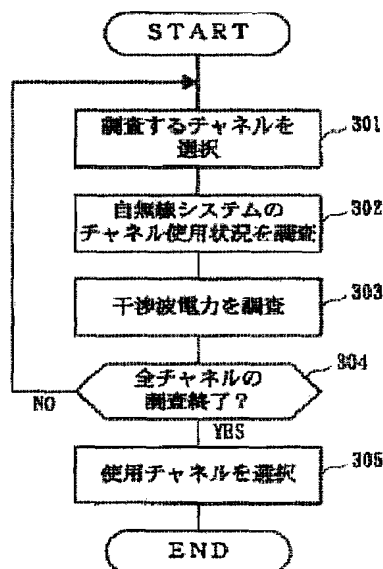 START
調査するチャネルを
選択
301
自無線システムの
チャネル使用状況を調査
302
干渉波電力を調査
303
全チャネルの
調査終了？
304
NO
YES
使用チャネルを選択
305
END